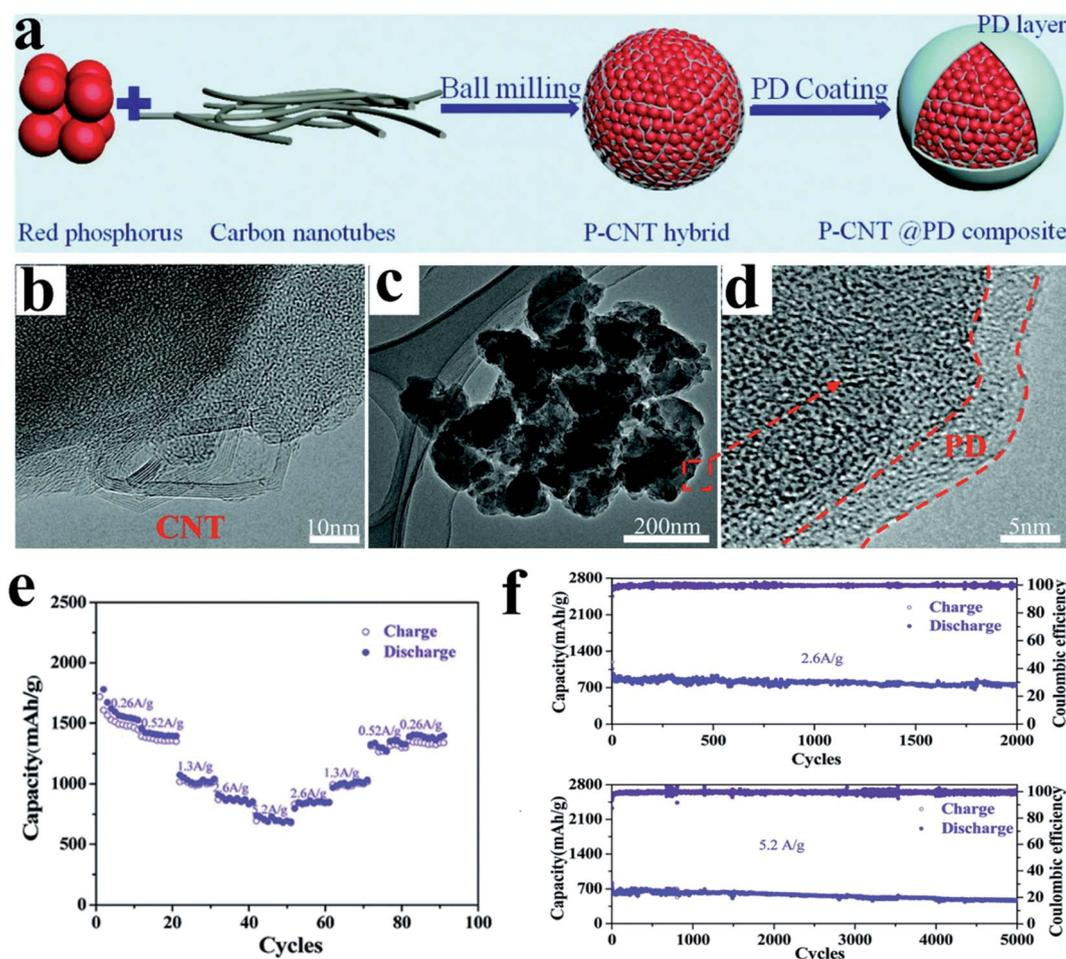 a
PD layer
Ball milling
PD Coating
Red phosphorus
Carbon nanotubes
P-CNT hybrid
P-CNT @PD composite
b
CNT
10nm
c
200nm
d
PD
5nm
e
2500
2000
1500
1000
500
0
Capacity(mAh/g)
Charge
Discharge
0.26A/g
0.52A/g
1.3A/g
.6A/g
5.2A/g
2.6A/g
1.3A/g
0.52A/g
0.26A/g
0 20 40 60 80 100
Cycles
f
2800
2100
1400
700
0
Capacity(mAh/g)
Charge
Discharge
2.6A/g
100
80
60
40
20
0
Coulombic efficiency
0 500 1000 1500 2000
Cycles
2800
2100
1400
700
0
Capacity(mAh/g)
Charge
Discharge
5.2 A/g
100
80
60
40
20
0
Coulombic efficiency
0 1000 2000 3000 4000 5000
Cycles